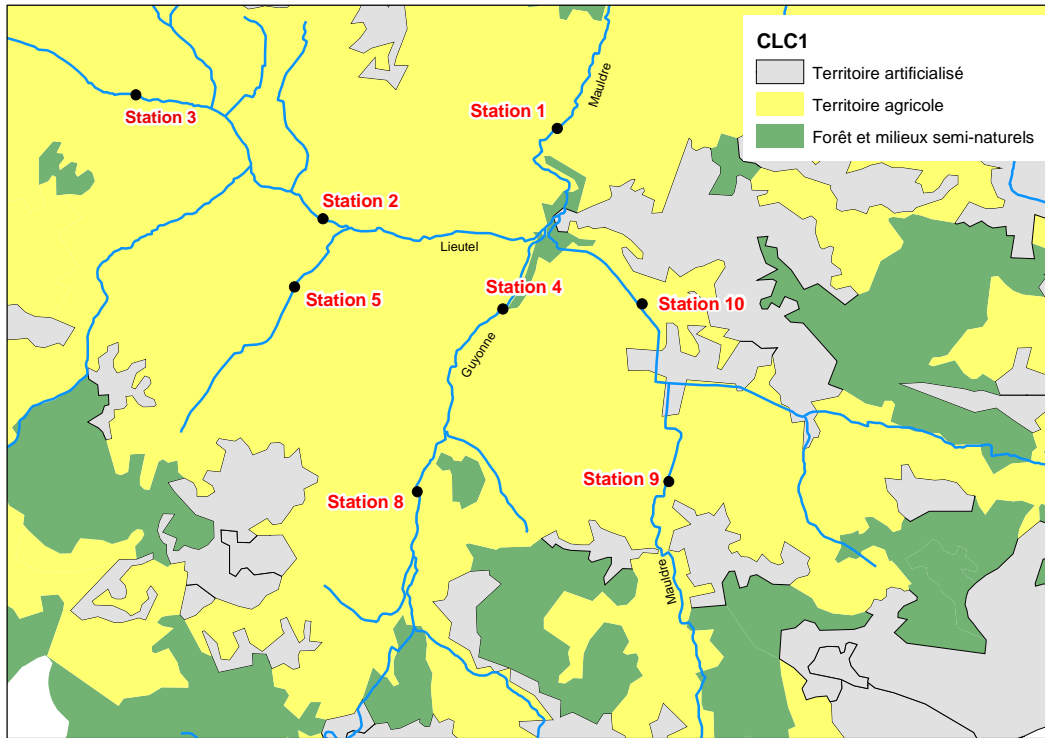 CLC1
Territoire artificialisé
Territoire agricole
Forêt et milieux semi-naturels
Mauldre
Station 1
Station 3
Station 2
Lieutel
Station 4
Station 5
Station 10
Guyonne
Station 9
Station 8
Mauldre